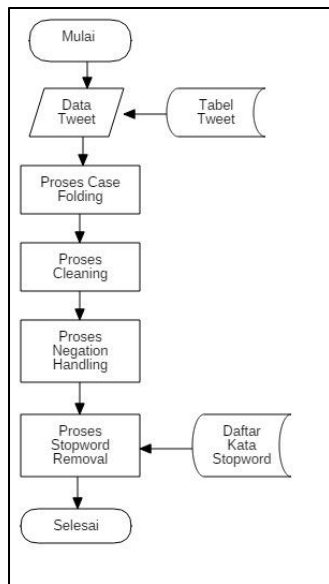 Mulai
Data
Tweet
Tabel
Tweet
Proses Case
Folding
Proses
Cleaning
Proses
Negation
Handling
Proses
Stopword
Removal
Daftar
Kata
Stopword
Selesai